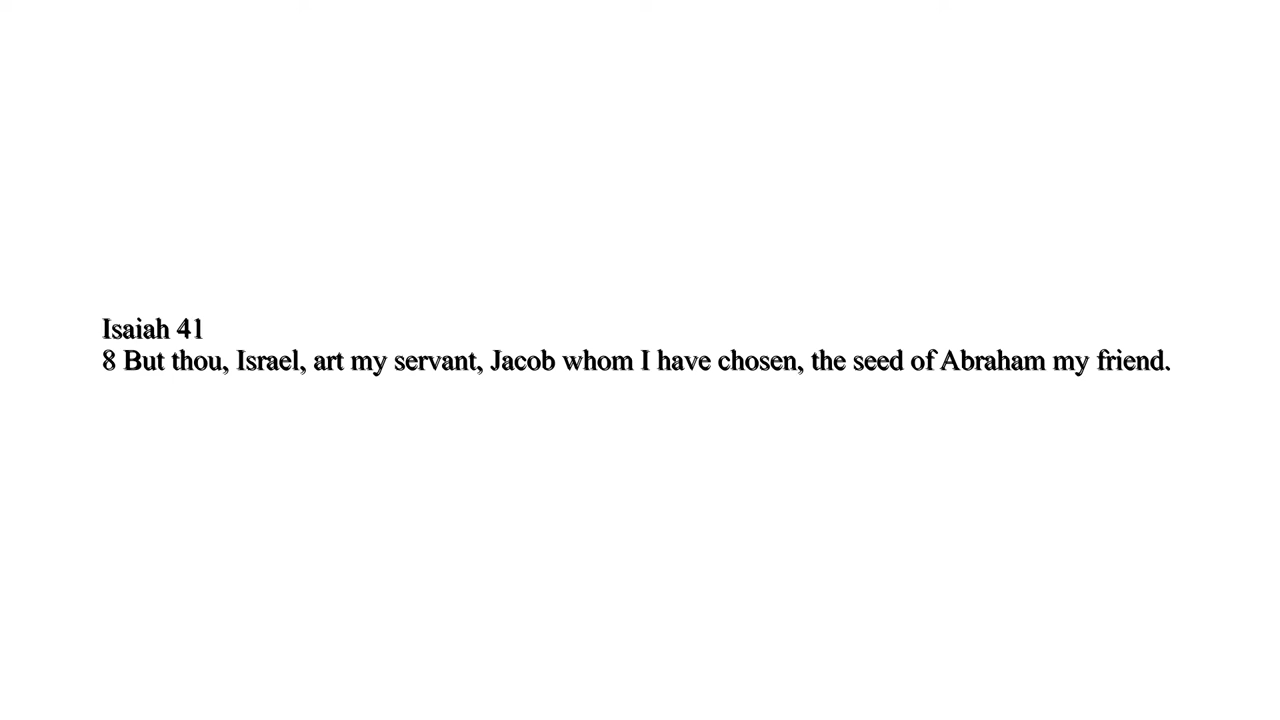 Isaiah 41
8 But thou, Israel, art my servant, Jacob whom I have chosen, the seed of Abraham my friend.